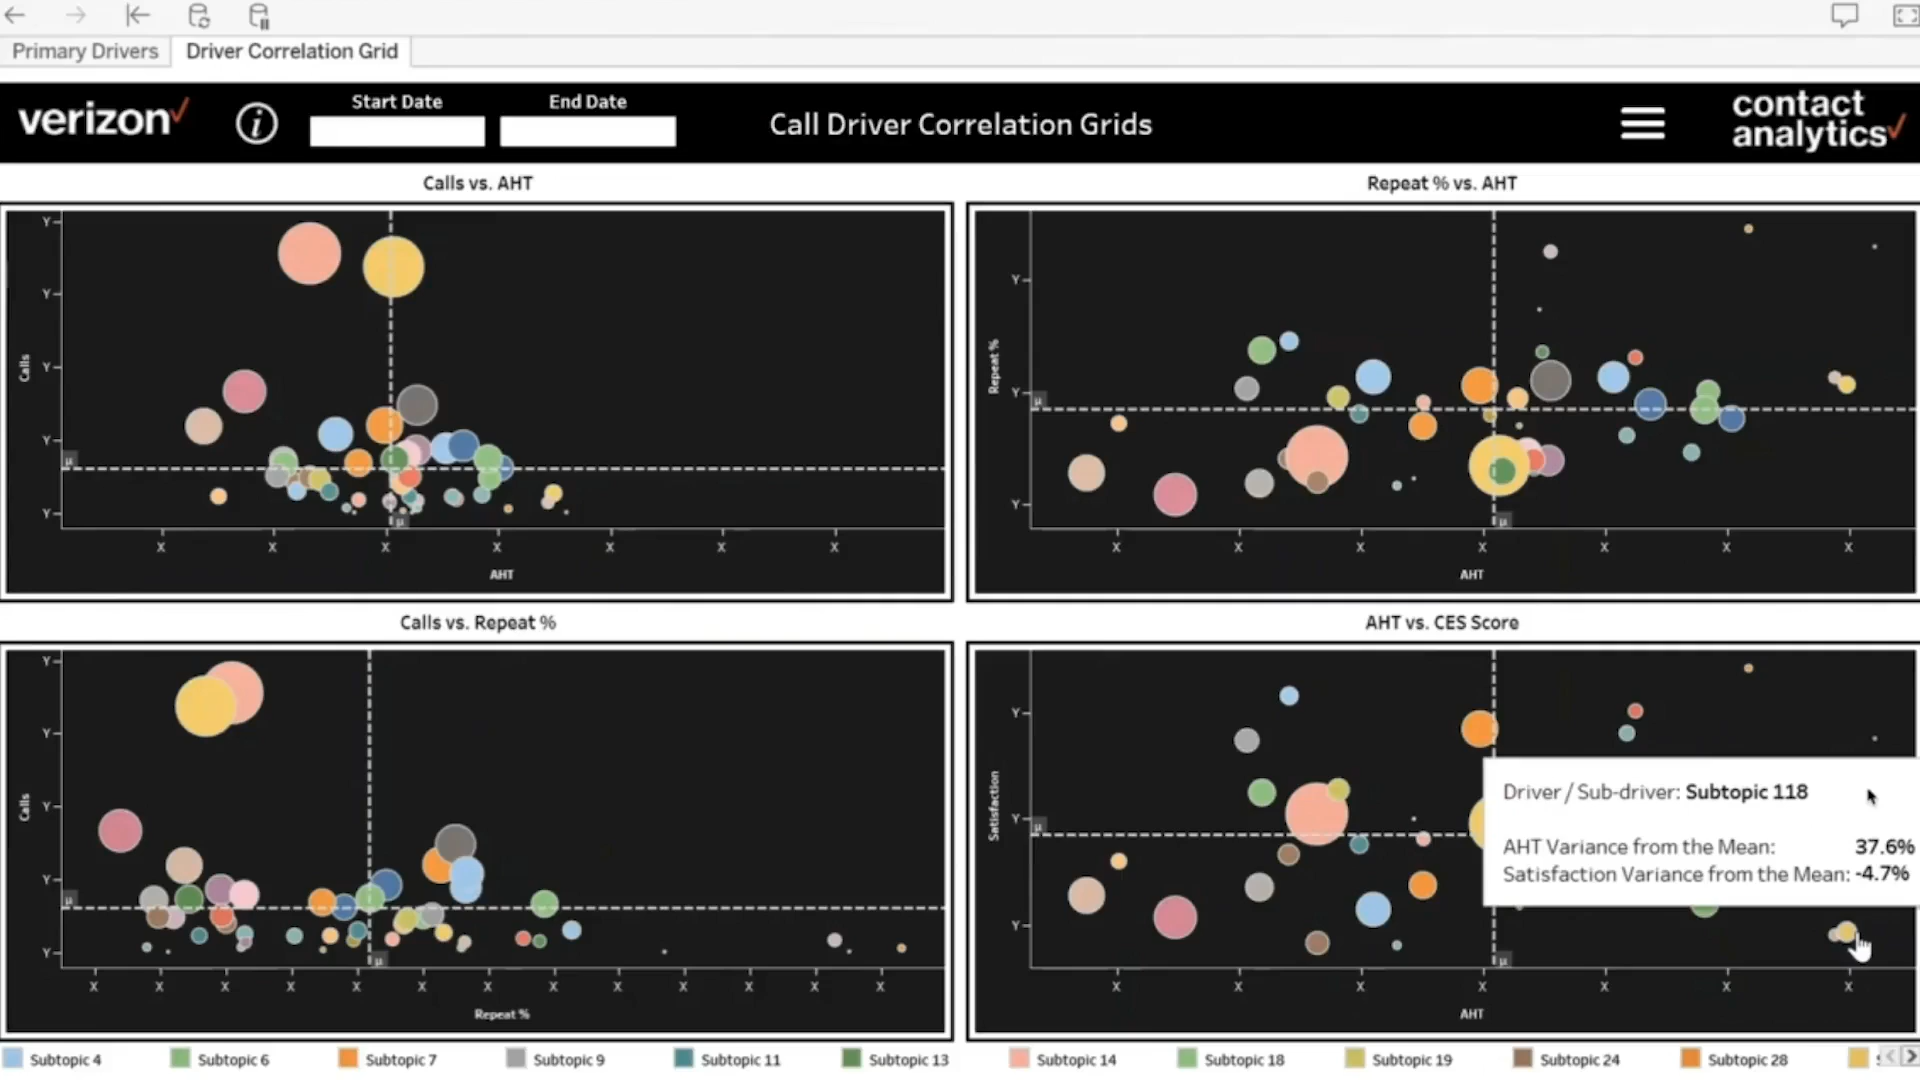 Primary Drivers Driver Correlation Grid
verizon
i
Start Date
End Date
Call Driver Correlation Grids
contact
analytics
Calls vs. AHT
Y
Y
Y
Y
Y
Calls
μ
μ
X X X X X X X
AHT
Repeat % vs. AHT
Y
Y
Y
Repeat %
μ
μ
X X X X X X X
AHT
Calls vs. Repeat %
Y
Y
Y
Y
Y
Calls
μ
μ
X X X X X X X X X X X X X
Repeat %
AHT vs. CES Score
Y
Y
Y
Satisfaction
μ
μ
X X X X X X X
AHT
Driver / Sub-driver: Subtopic 118
AHT Variance from the Mean: 37.6%
Satisfaction Variance from the Mean: -4.7%
Subtopic 4 Subtopic 6 Subtopic 7 Subtopic 9 Subtopic 11 Subtopic 13 Subtopic 14 Subtopic 18 Subtopic 19 Subtopic 24 Subtopic 28